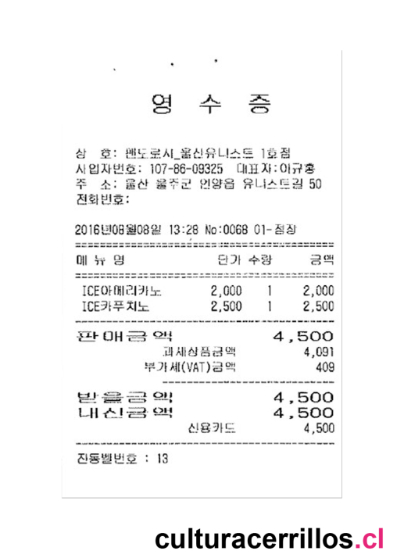 영 수 증
상 호: 펜도로시_울산유니스트 1호점
사업자번호: 107-86-09325 대표자:이규홍
주 소: 울산 울주군 언양읍 유니스트길 50
전화번호:
2016년08월08일 13:28 No:0068 01-점장
메 뉴 명 단가 수량 금액
ICE아메리카노 2,000 1 2,000
ICE카푸치노 2,500 1 2,500
판매금액 4,500
과세상품금액 4,091
부가세(VAT)금액 409
받을금액 4,500
내신금액 4,500
신용카드 4,500
진동벨번호 : 13
culturacerrillos.cl